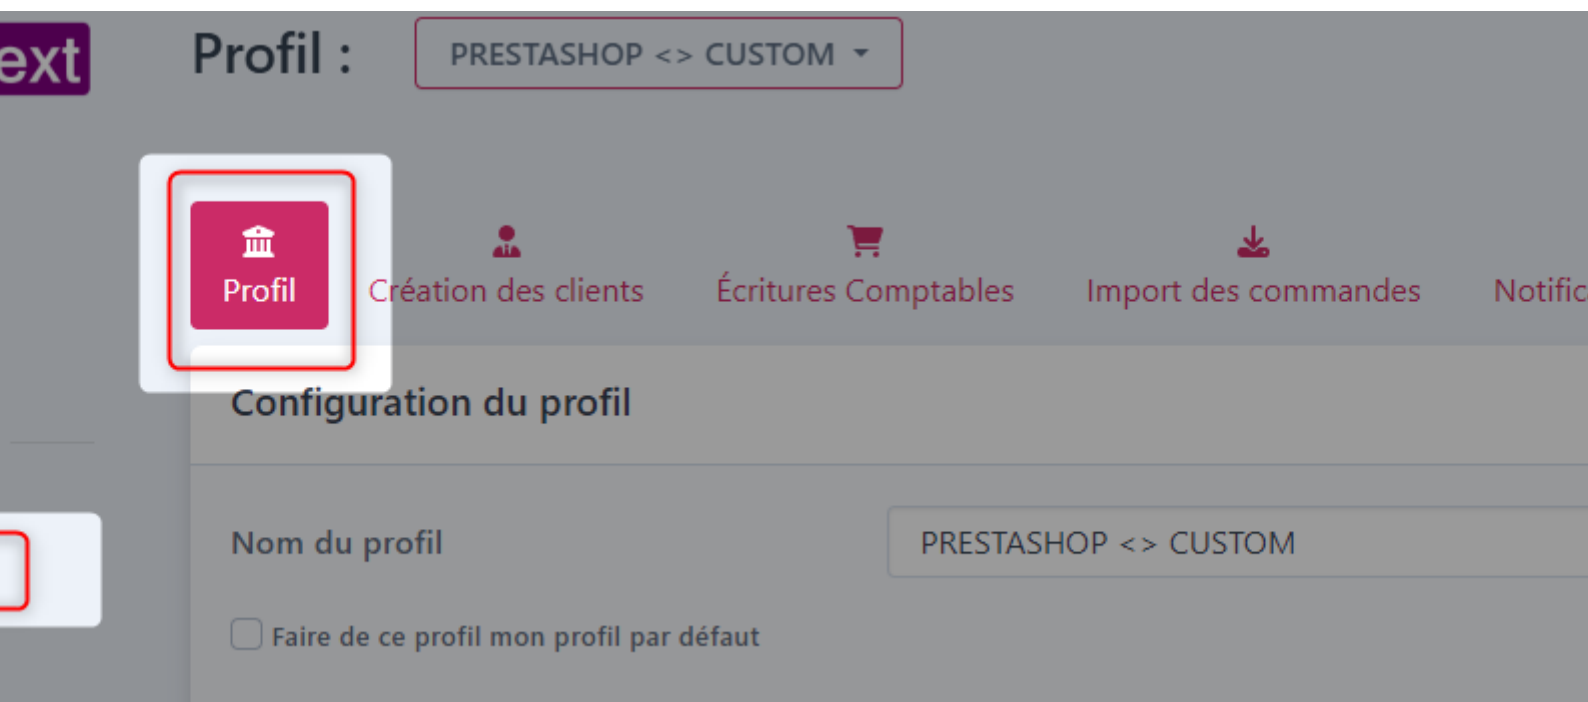 ext
Profil :
PRESTASHOP <> CUSTOM
Profil
Création des clients
Écritures Comptables
Import des commandes
Notific
Configuration du profil
Nom du profil
PRESTASHOP <> CUSTOM
Faire de ce profil mon profil par défaut